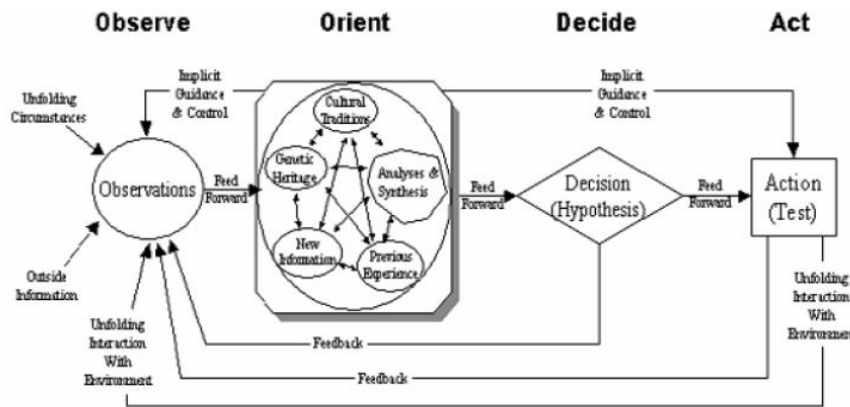 Observe
Orient
Decide
Act
Implicit
Guidance
& Control
Implicit
Guidance
& Control
Unfolding
Circumstances
Cultural
Traditions
Genetic
Heritage
Analyses &
Synthesis
Observations
Feed
Forward
Feed
Forward
Decision
(Hypothesis)
Feed
Forward
Action
(Test)
New
Information
Previous
Experience
Outside
Information
Unfolding
Interaction
With
Environment
Unfolding
Interaction
With
Environment
Feedback
Feedback